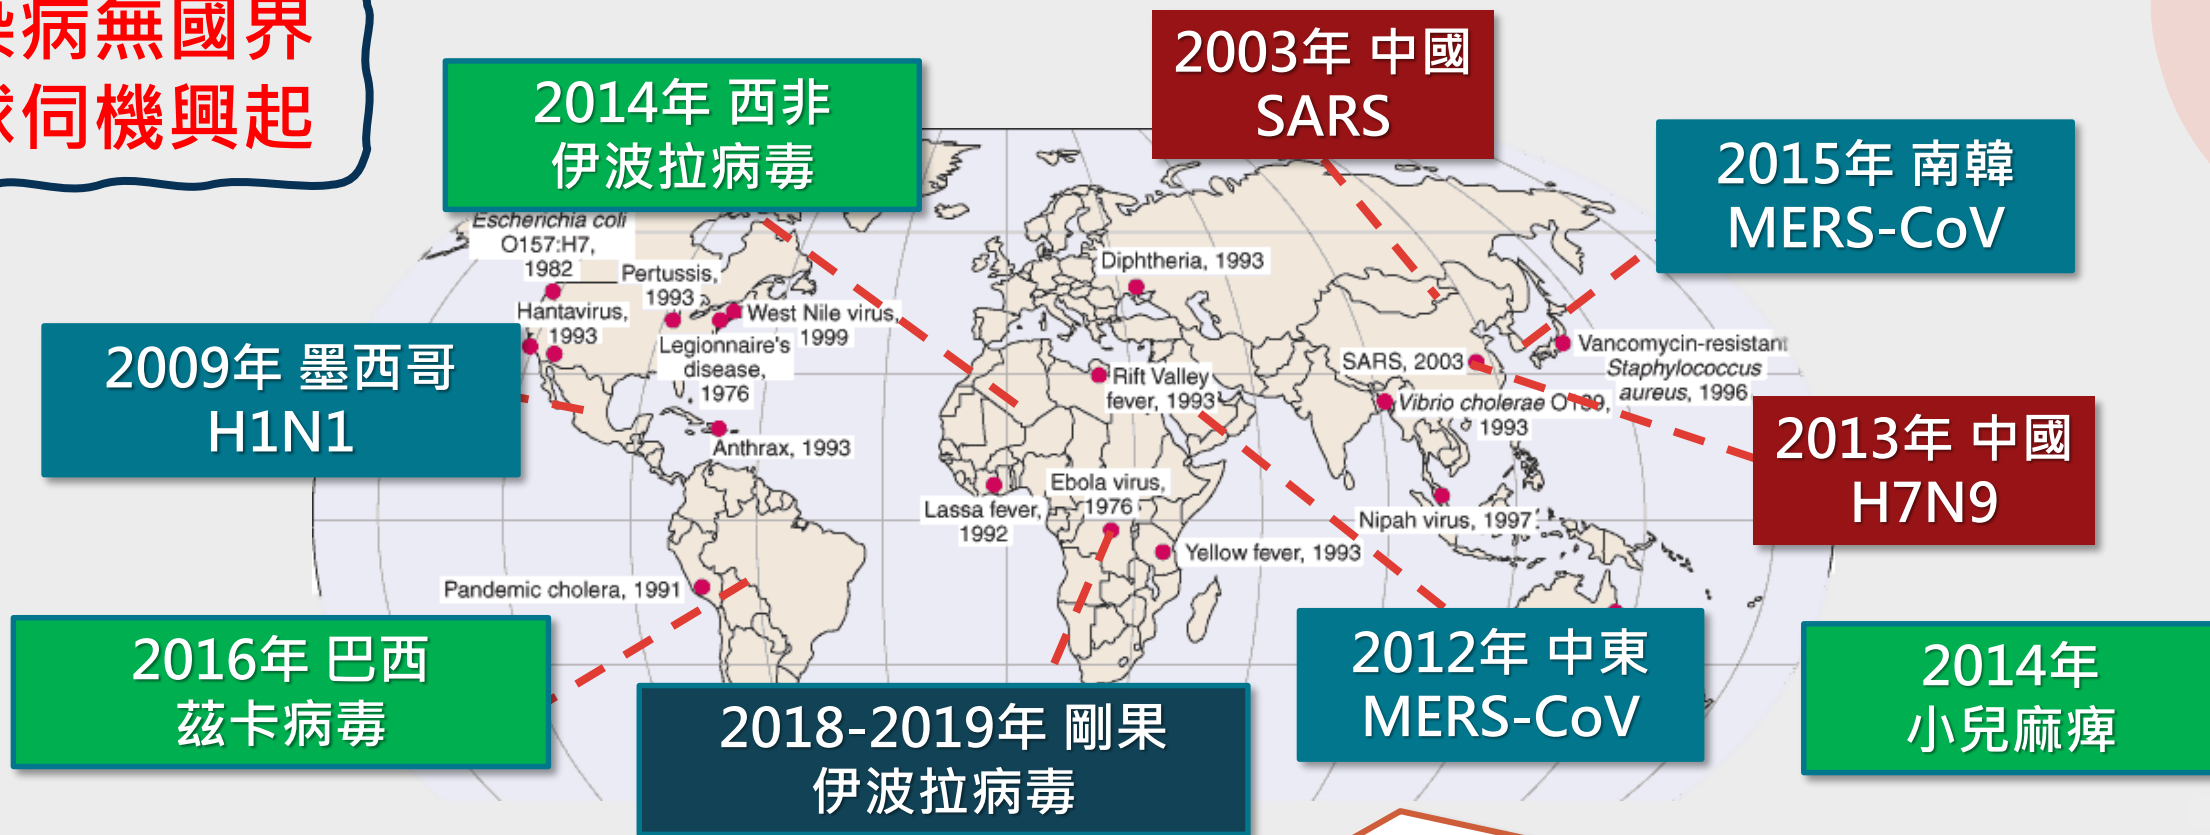 染病無國界
球伺機興起
2014年 西非
伊波拉病毒
2003年 中國
SARS
2015年 南韓
MERS-CoV
Escherichia coli
O157:H7,
1982
Pertussis,
1993
Hantavirus,
1993
West Nile virus,
1999
Legionnaire's
disease,
1976
Diphtheria, 1993
2009年 墨西哥
H1N1
Anthrax, 1993
SARS, 2003
Rift Valley
fever, 1993
Vancomycin-resistant
Staphylococcus
aureus, 1996
Vibrio cholerae O139,
1993
2013年 中國
H7N9
Lassa fever,
1992
Ebola virus,
1976
Nipah virus, 1997
Yellow fever, 1993
Pandemic cholera, 1991
2016年 巴西
茲卡病毒
2018-2019年 剛果
伊波拉病毒
2012年 中東
MERS-CoV
2014年
小兒麻痺